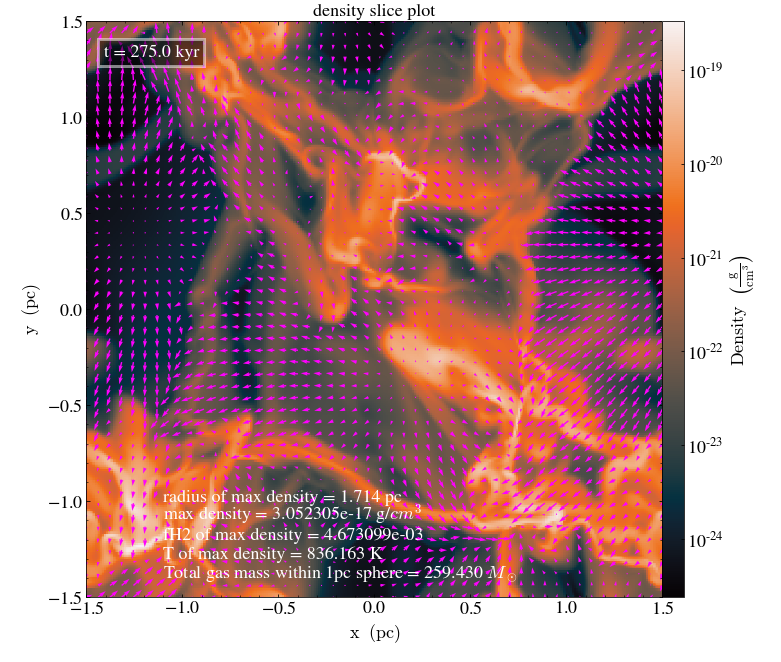 density slice plot
t = 275.0 kyr
1.5
1.0
0.5
0.0
−0.5
−1.0
−1.5
y (pc)
radius of max density = 1.714 pc
max density = 3.052305e-17 g/cm³
fH2 of max density = 4.673099e-03
T of max density = 836.163 K
Total gas mass within 1pc sphere = 259.430 M☉
−1.5 −1.0 −0.5 0.0 0.5 1.0 1.5
x (pc)
10⁻¹⁹
10⁻²⁰
10⁻²¹
10⁻²²
10⁻²³
10⁻²⁴
Density (g/cm³)